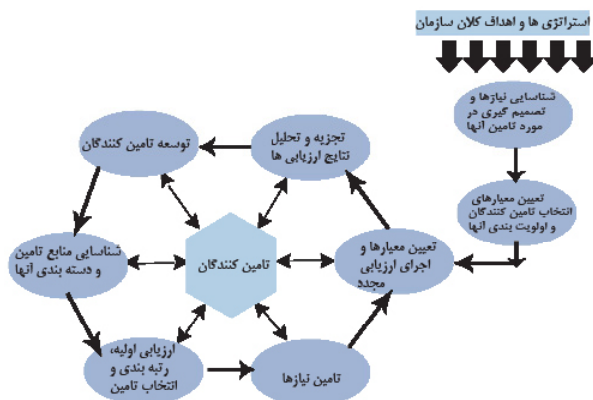 استراتژی ها و اهداف کلان سازمان
شناسایی نیازها و
تصمیم گیری در
مورد تامین آنها
تعیین معیارهای
انتخاب تامین کنندگان
و اولویت بندی آنها
تعیین معیارها و
اجرای ارزیابی
مجدد
تجزیه و تحلیل
نتایج ارزیابی ها
توسعه تامین کنندگان
شناسایی منابع تامین
و دسته بندی آنها
ارزیابی اولیه،
رتبه بندی و
انتخاب تامین
تامین نیازها
تامین کنندگان